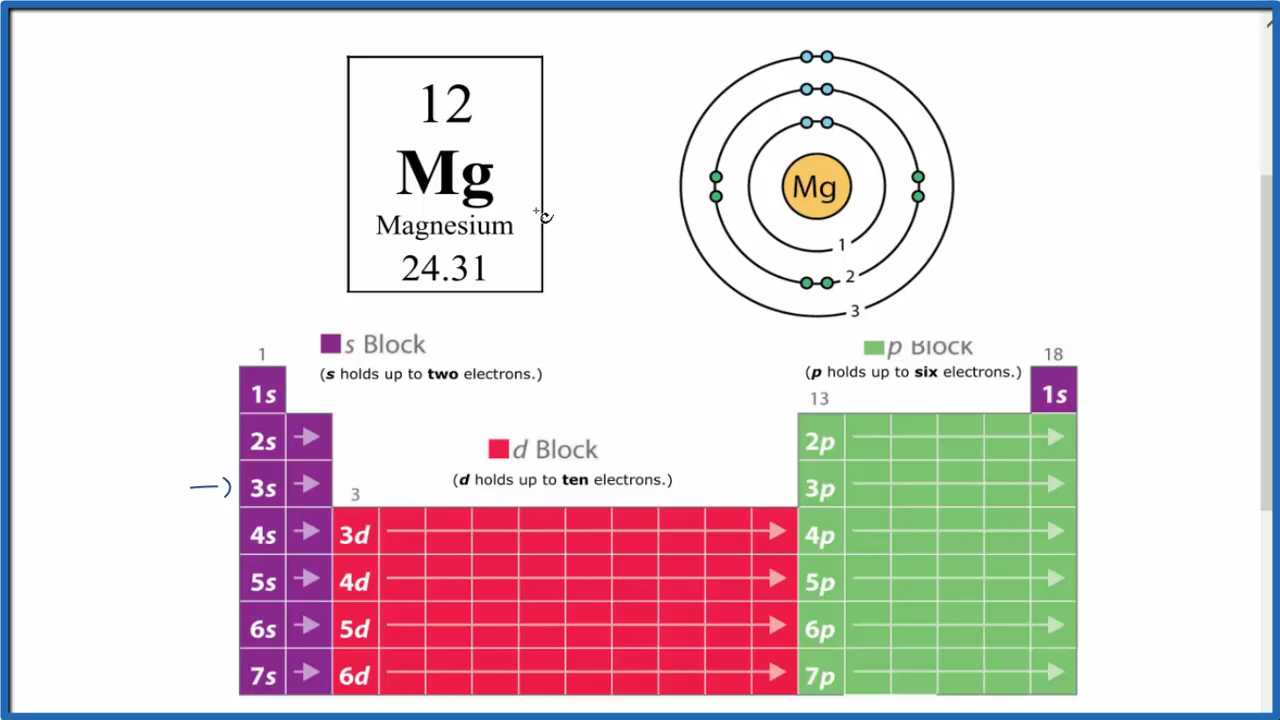 12
Mg
Magnesium
24.31
Mg
1
2
3
s Block
(s holds up to two electrons.)
p Block
(p holds up to six electrons.)
1
18
13
d Block
(d holds up to ten electrons.)
3
1s
1s
2s
2p
3s
3p
4s
3d
4p
5s
4d
5p
6s
5d
6p
7s
6d
7p